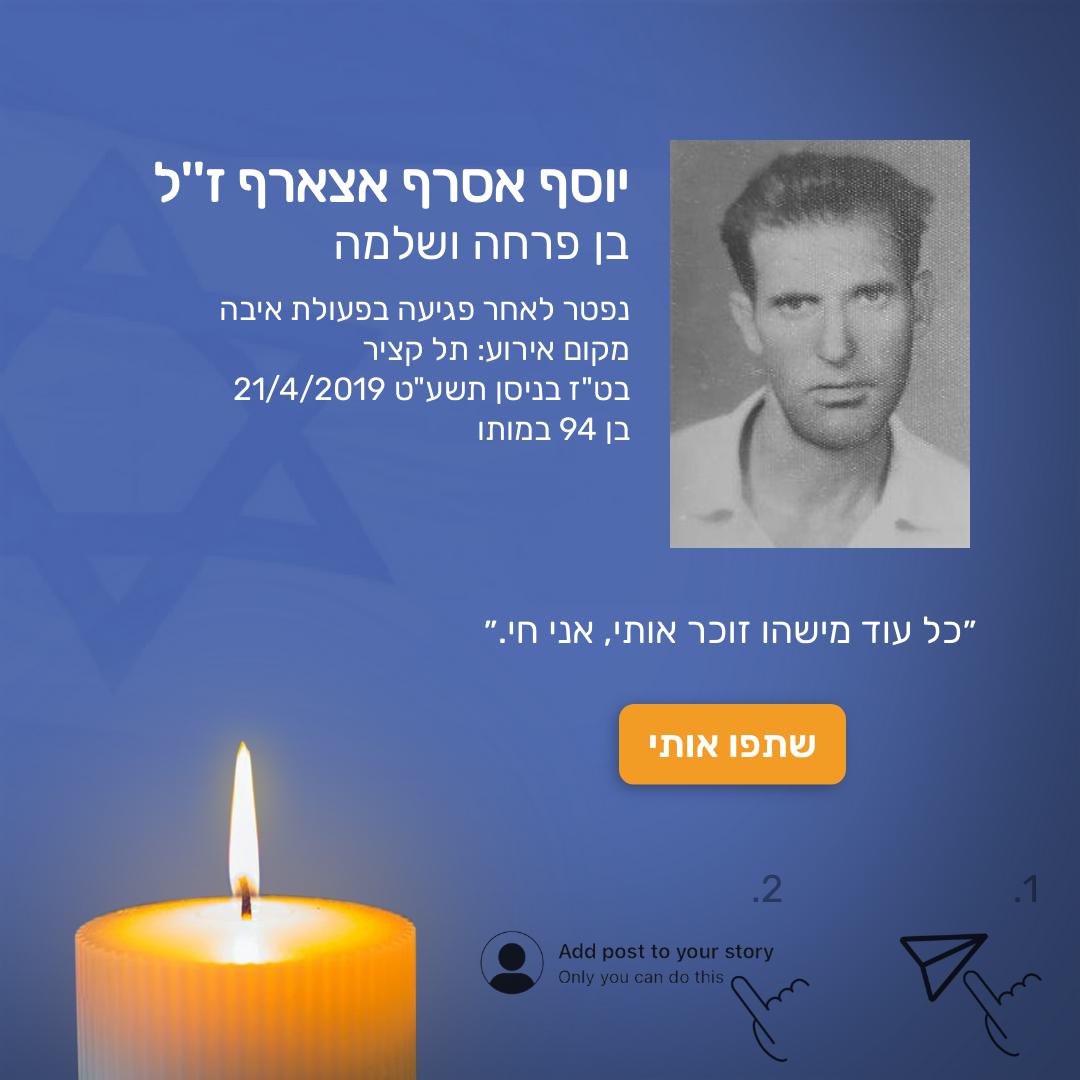 יוסף אסרף אצארף ז"ל
בן פרחה ושלמה
נפטר לאחר פגיעה בפעולת איבה
מקום אירוע: תל קציר
בט"ז בניסן תשע"ט 21/4/2019
בן 94 במותו
״כל עוד מישהו זוכר אותי, אני חי.״
שתפו אותי
1.
2.
Add post to your story
Only you can do this